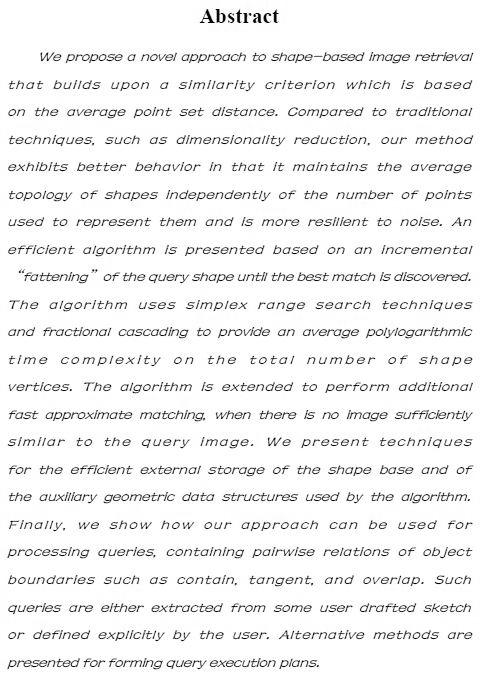 Abstract
We propose a novel approach to shape-based image retrieval
that builds upon a similarity criterion which is based
on the average point set distance. Compared to traditional
techniques, such as dimensionality reduction, our method
exhibits better behavior in that it maintains the average
topology of shapes independently of the number of points
used to represent them and is more resilient to noise. An
efficient algorithm is presented based on an incremental
“fattening” of the query shape until the best match is discovered.
The algorithm uses simplex range search techniques
and fractional cascading to provide an average polylogarithmic
time complexity on the total number of shape
vertices. The algorithm is extended to perform additional
fast approximate matching, when there is no image sufficiently
similar to the query image. We present techniques
for the efficient external storage of the shape base and of
the auxiliary geometric data structures used by the algorithm.
Finally, we show how our approach can be used for
processing queries, containing pairwise relations of object
boundaries such as contain, tangent, and overlap. Such
queries are either extracted from some user drafted sketch
or defined explicitly by the user. Alternative methods are
presented for forming query execution plans.